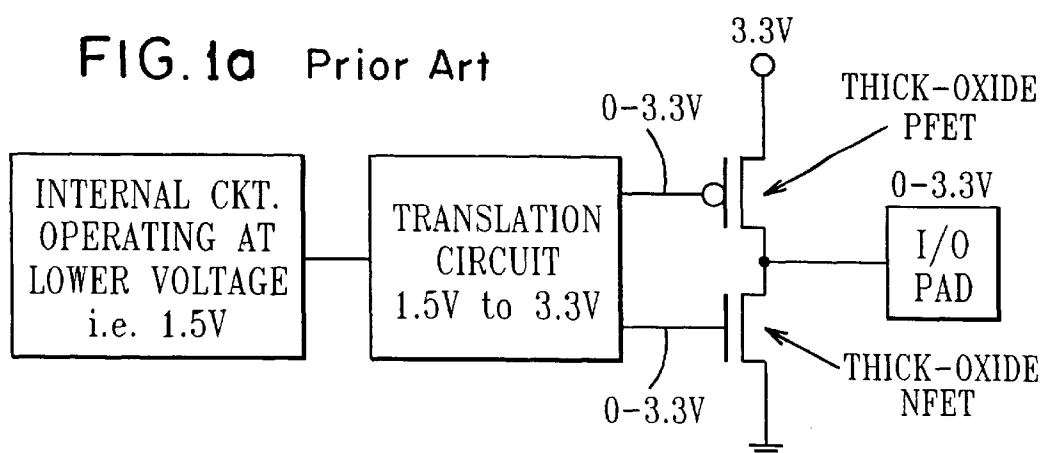 FIG. 1a Prior Art
3.3V
THICK-OXIDE
PFET
0-3.3V
0-3.3V
INTERNAL CKT.
OPERATING AT
LOWER VOLTAGE
i.e. 1.5V
TRANSLATION
CIRCUIT
1.5V to 3.3V
I/O
PAD
THICK-OXIDE
NFET
0-3.3V